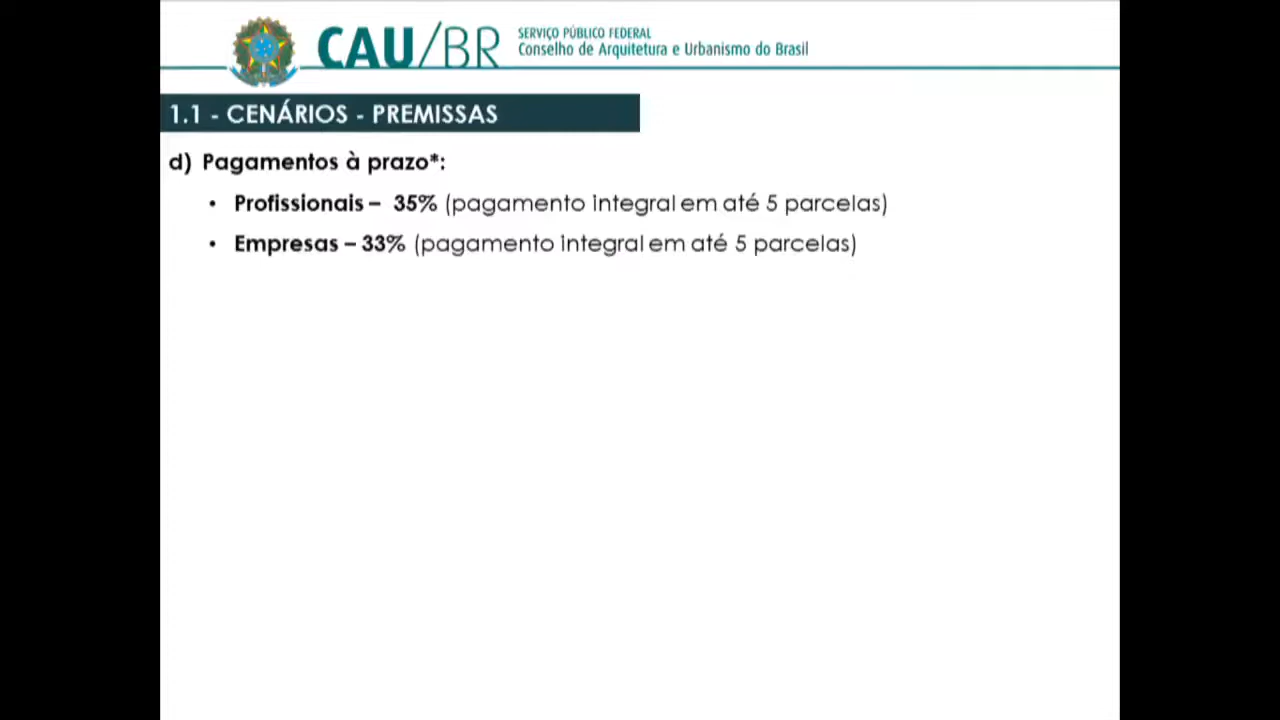 CAU/BR
SERVIÇO PÚBLICO FEDERAL
Conselho de Arquitetura e Urbanismo do Brasil
1.1 - CENÁRIOS - PREMISSAS
d) Pagamentos à prazo*:
• Profissionais – 35% (pagamento integral em até 5 parcelas)
• Empresas – 33% (pagamento integral em até 5 parcelas)